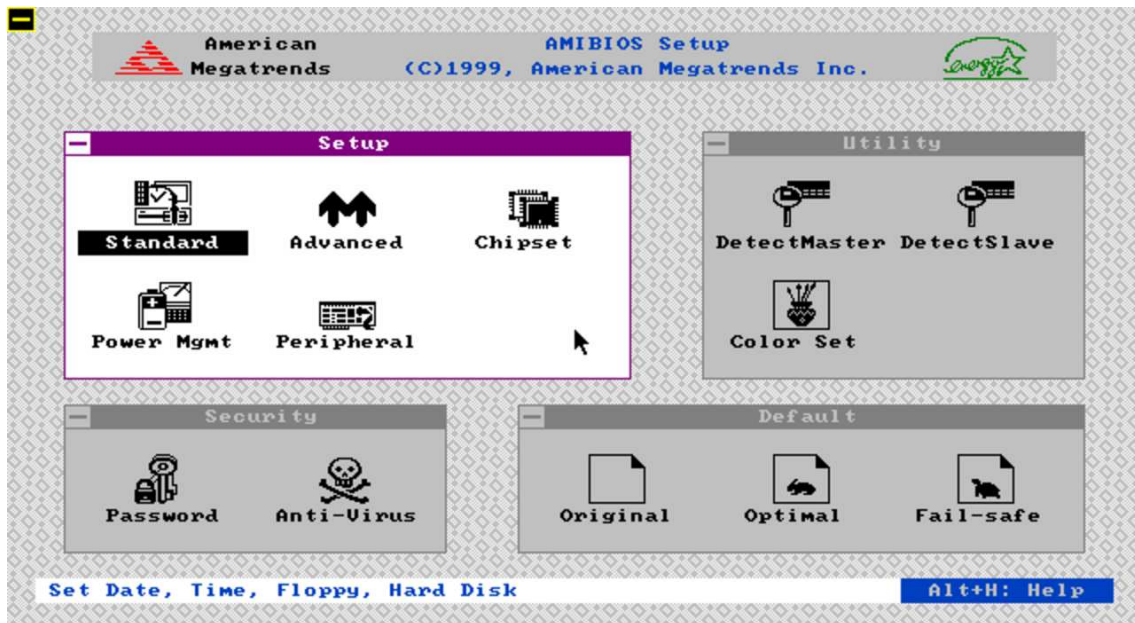 American Megatrends
AMIBIOS Setup
(C)1999, American Megatrends Inc.
energy
Setup
Standard
Advanced
Chipset
Power Mgmt
Peripheral
Utility
DetectMaster
DetectSlave
Color Set
Security
Password
Anti-Virus
Default
Original
Optimal
Fail-safe
Set Date, Time, Floppy, Hard Disk
Alt+H: Help